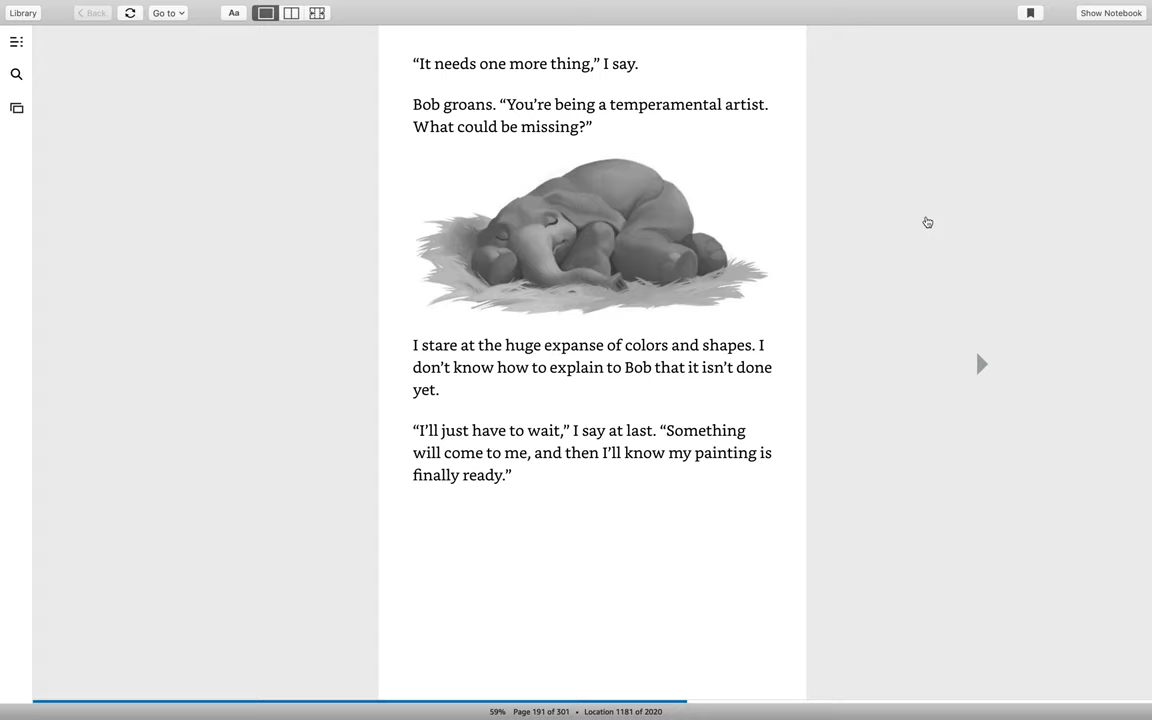 Library
Back
Go to
Aa
Show Notebook
“It needs one more thing,” I say.
Bob groans. “You’re being a temperamental artist.
What could be missing?”
I stare at the huge expanse of colors and shapes. I
don’t know how to explain to Bob that it isn’t done
yet.
“I’ll just have to wait,” I say at last. “Something
will come to me, and then I’ll know my painting is
finally ready.”
59% Page 191 of 301 • Location 1181 of 2020